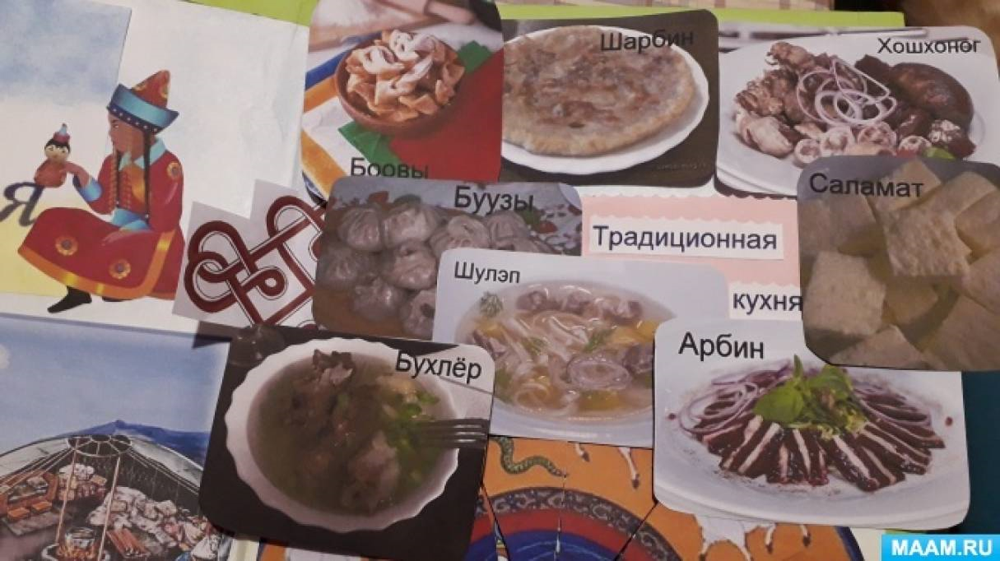 Шарбин
Хошхоног
Боовы
Буузы
Саламат
Традиционная
Шулэп
кухня
Я
Бухлёр
Арбин
MAAM.RU